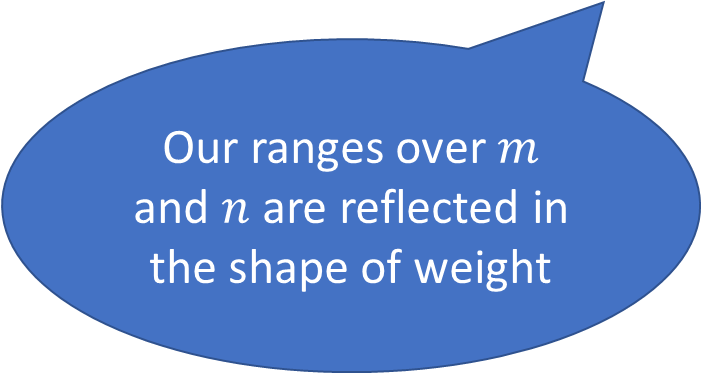 Our ranges over m
and n are reflected in
the shape of weight